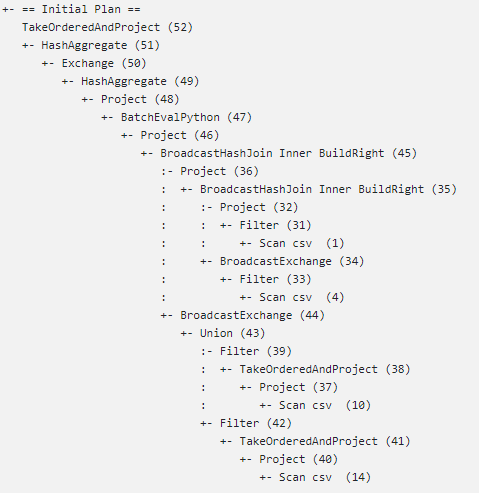 +- == Initial Plan ==
   TakeOrderedAndProject (52)
   +- HashAggregate (51)
      +- Exchange (50)
         +- HashAggregate (49)
            +- Project (48)
               +- BatchEvalPython (47)
                  +- Project (46)
                     +- BroadcastHashJoin Inner BuildRight (45)
                        :- Project (36)
                        :  +- BroadcastHashJoin Inner BuildRight (35)
                        :     :- Project (32)
                        :     :  +- Filter (31)
                        :     :     +- Scan csv  (1)
                        :     +- BroadcastExchange (34)
                        :        +- Filter (33)
                        :           +- Scan csv  (4)
                        +- BroadcastExchange (44)
                           +- Union (43)
                              :- Filter (39)
                              :  +- TakeOrderedAndProject (38)
                              :     +- Project (37)
                              :        +- Scan csv  (10)
                              +- Filter (42)
                                 +- TakeOrderedAndProject (41)
                                    +- Project (40)
                                       +- Scan csv  (14)